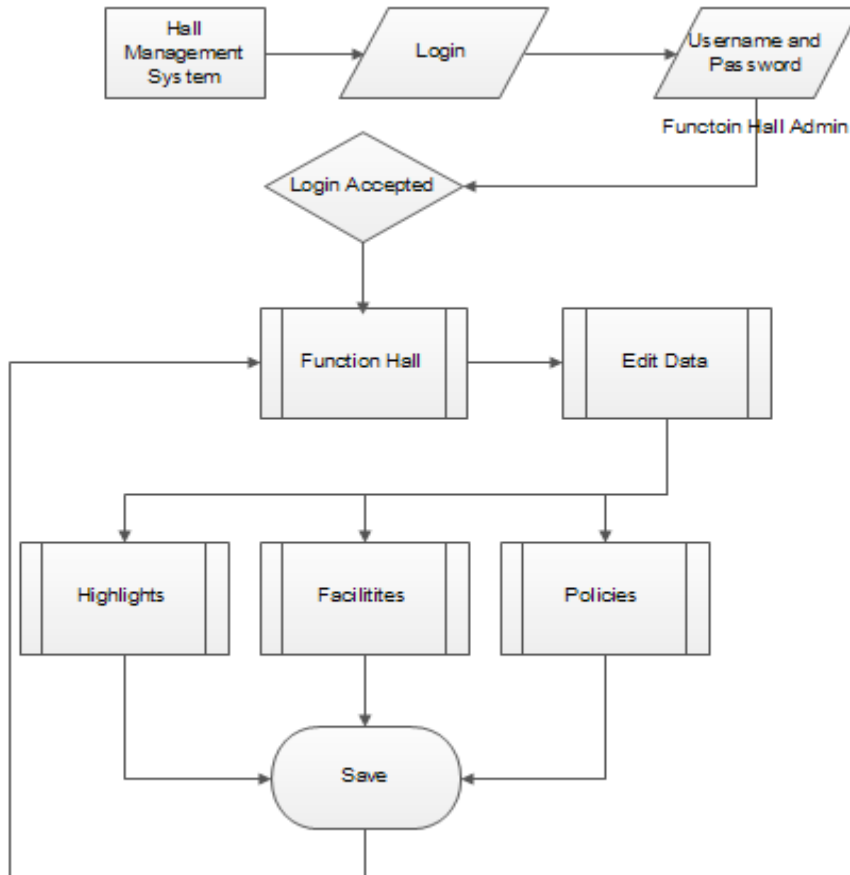 Hall
Management
System
Login
Username and
Password
Functoin Hall Admin
Login Accepted
Function Hall
Edit Data
Highlights
Facilitites
Policies
Save